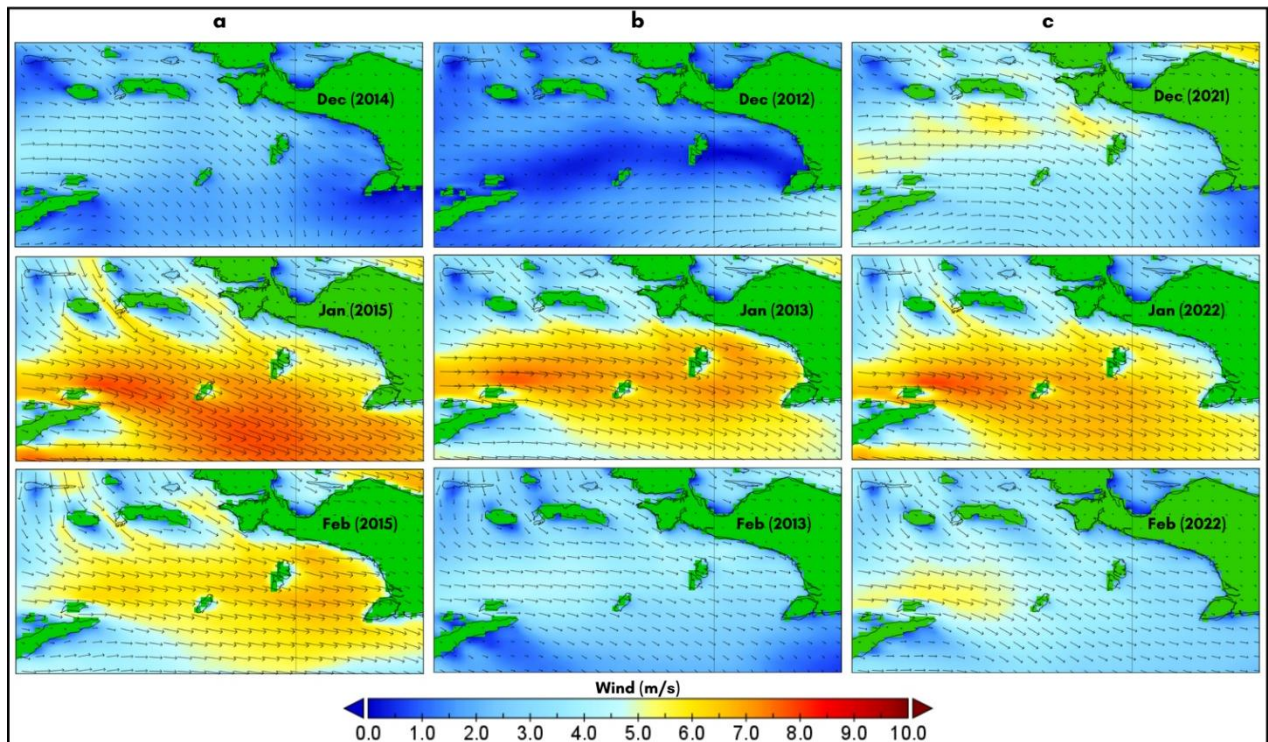 a b c
Dec (2014) Dec (2012) Dec (2021)
Jan (2015) Jan (2013) Jan (2022)
Feb (2015) Feb (2013) Feb (2022)
Wind (m/s)
0.0 1.0 2.0 3.0 4.0 5.0 6.0 7.0 8.0 9.0 10.0